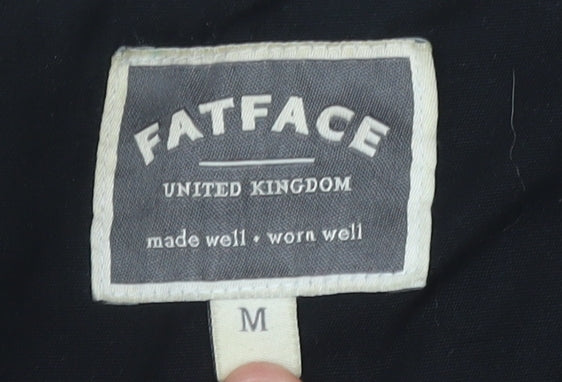 FATFACE
UNITED KINGDOM
made well • worn well
M